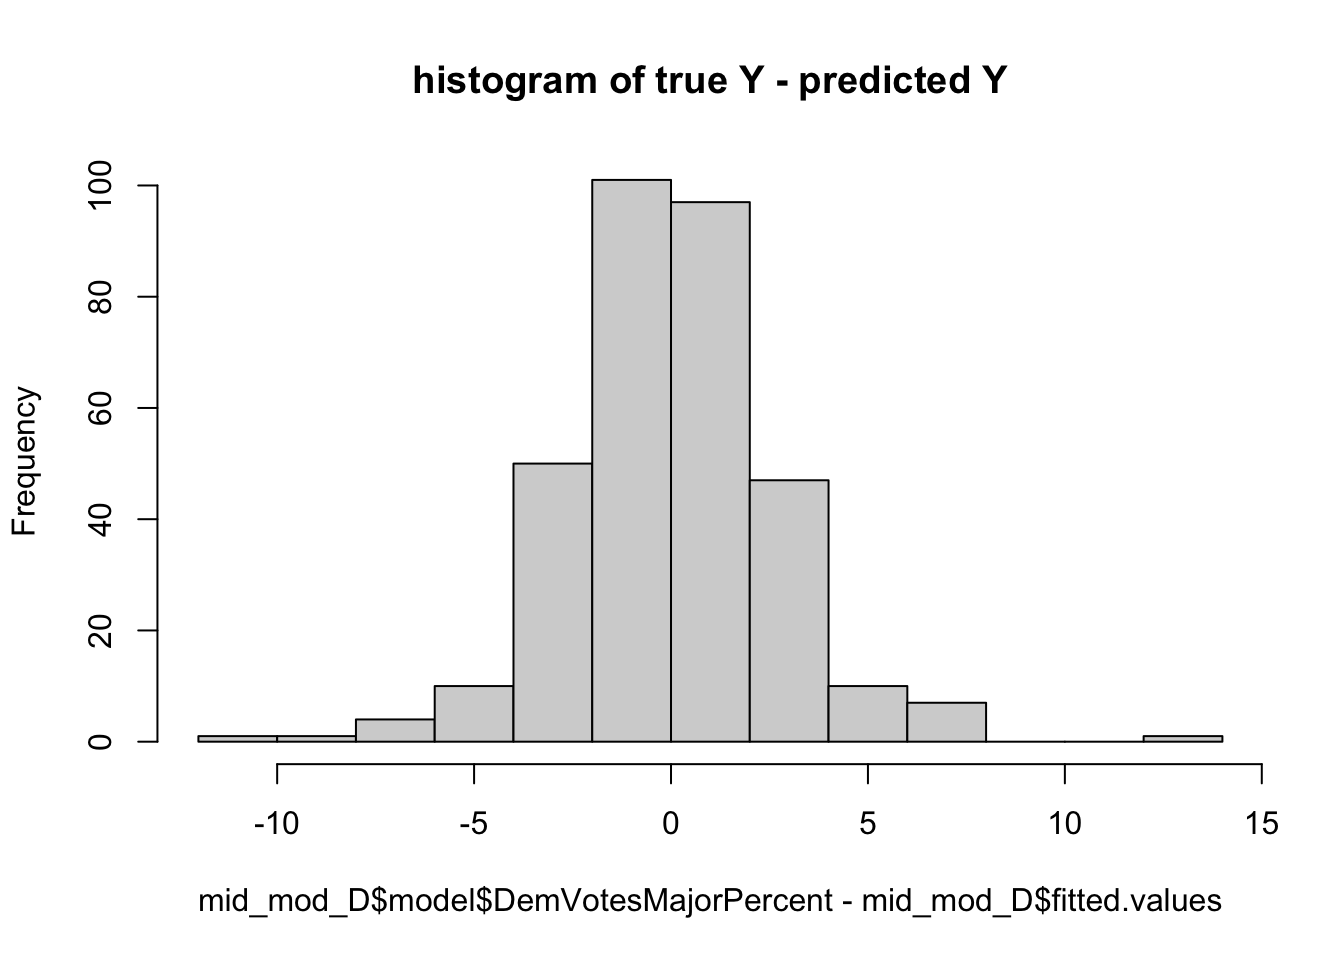 histogram of true Y - predicted Y
Frequency
100
80
60
40
20
0
-10 -5 0 5 10 15
mid_mod_D$model$DemVotesMajorPercent - mid_mod_D$fitted.values